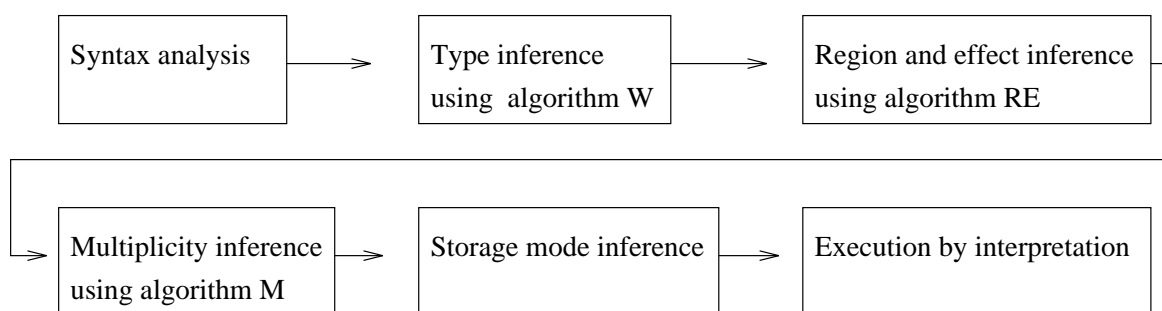 Syntax analysis
Type inference
using algorithm W
Region and effect inference
using algorithm RE
Multiplicity inference
using algorithm M
Storage mode inference
Execution by interpretation